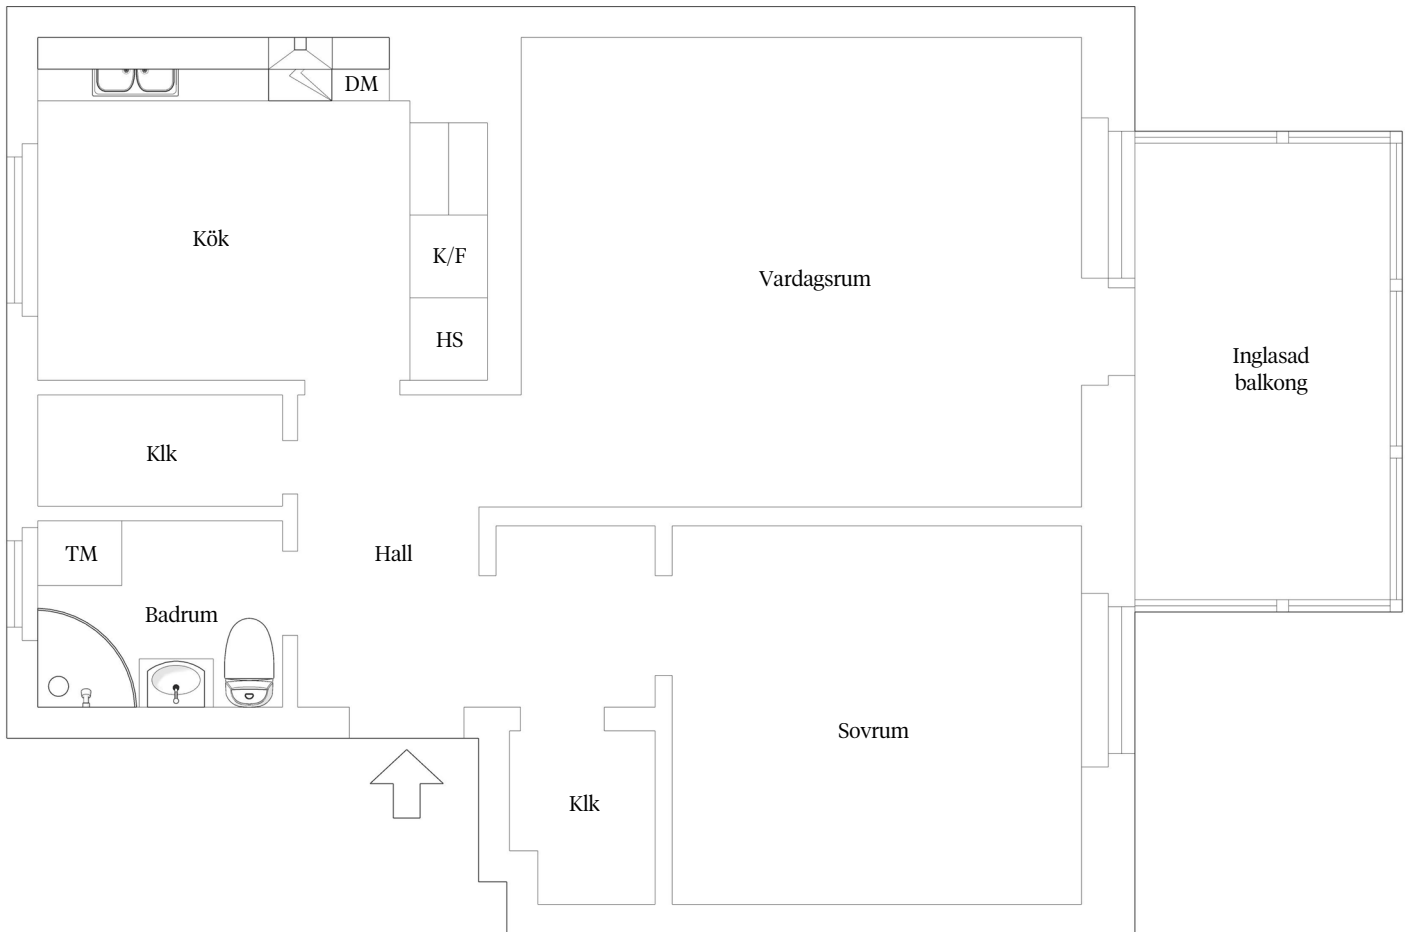 DM
Kök
K/F
Vardagsrum
HS
Inglasad
balkong
Klk
TM
Hall
Badrum
Sovrum
Klk